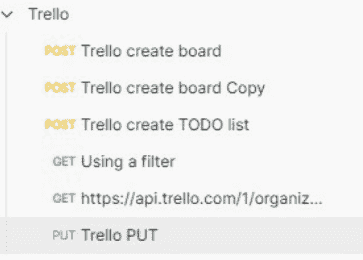 Trello
POST Trello create board
POST Trello create board Copy
POST Trello create TODO list
GET Using a filter
GET https://api.trello.com/1/organiz...
PUT Trello PUT